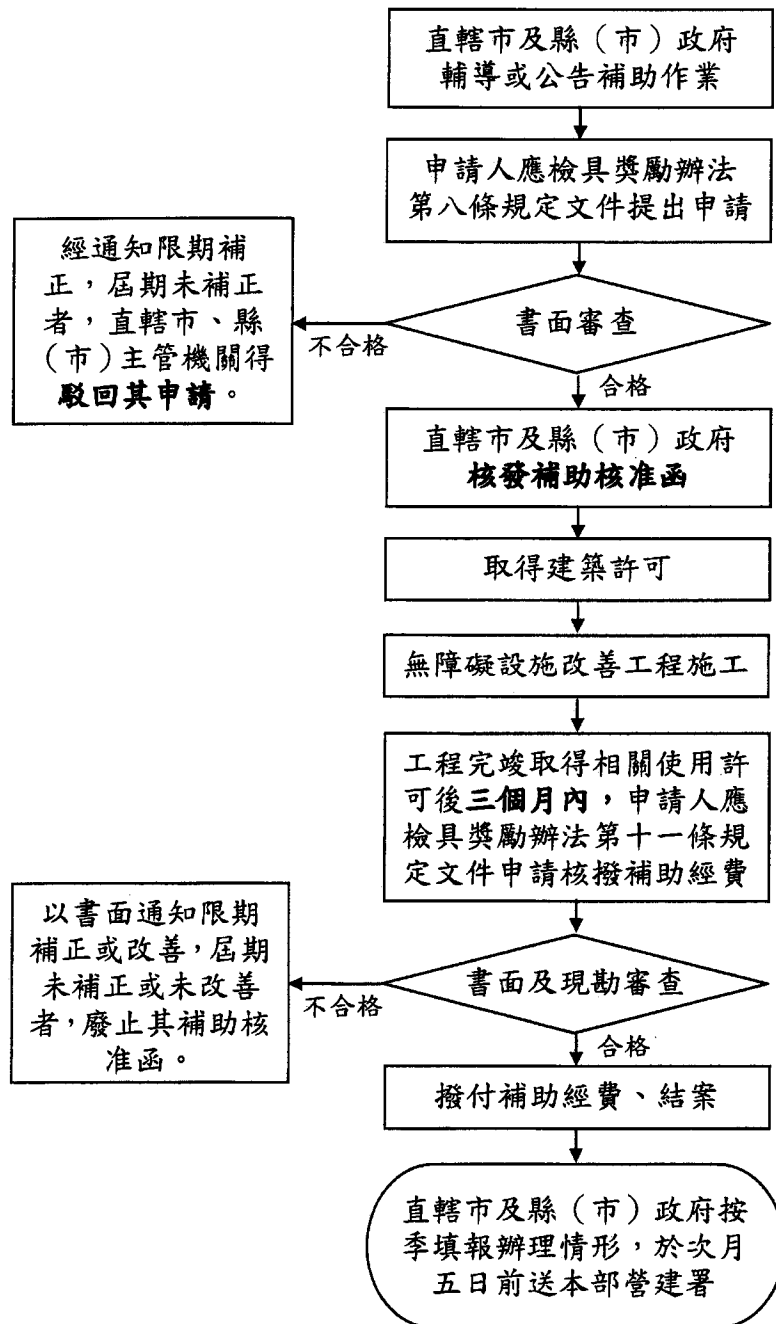 直轄市及縣（市）政府
輔導或公告補助作業
申請人應檢具獎勵辦法
第八條規定文件提出申請
書面審查
不合格
經通知限期補
正，屆期未補正
者，直轄市、縣
（市）主管機關得
駁回其申請。
合格
直轄市及縣（市）政府
核發補助核准函
取得建築許可
無障礙設施改善工程施工
工程完竣取得相關使用許
可後三個月內，申請人應
檢具獎勵辦法第十一條規
定文件申請核撥補助經費
書面及現勘審查
不合格
以書面通知限期
補正或改善，屆期
未補正或未改善
者，廢止其補助核
准函。
合格
撥付補助經費、結案
直轄市及縣（市）政府按
季填報辦理情形，於次月
五日前送本部營建署